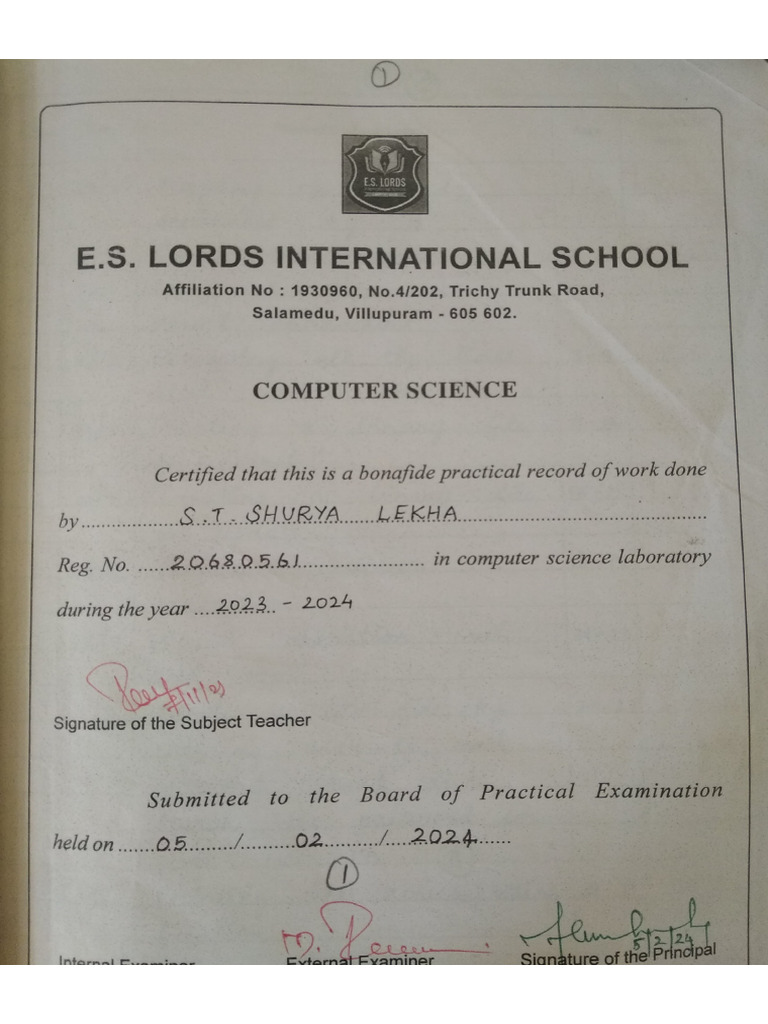 1
E.S. LORDS
E.S. LORDS INTERNATIONAL SCHOOL
Affiliation No : 1930960, No.4/202, Trichy Trunk Road,
Salamedu, Villupuram - 605 602.
COMPUTER SCIENCE
Certified that this is a bonafide practical record of work done
by S.T. SHURYA LEKHA
Reg. No. 20680561 in computer science laboratory
during the year 2023 - 2024
Signature of the Subject Teacher
Submitted to the Board of Practical Examination
held on 05 / 02 / 2024
1
5/2/24
Internal Examiner External Examiner Signature of the Principal